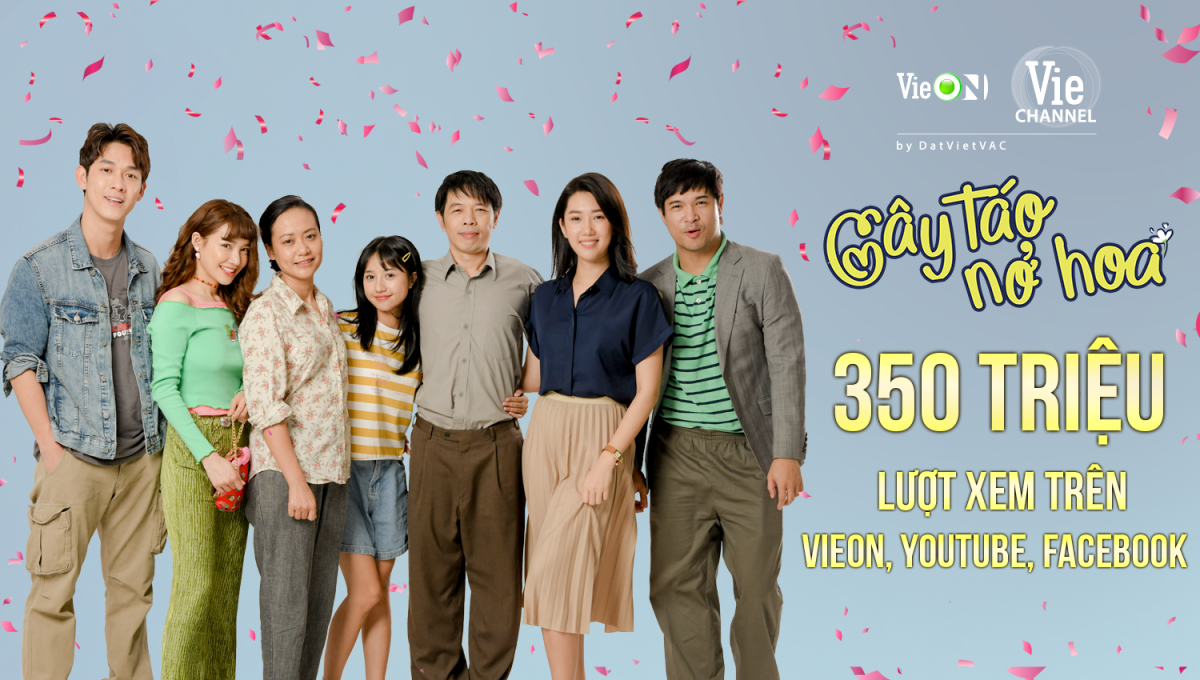 VieON
Vie
CHANNEL
by DatVietVAC
Cây táo
nở hoa
350 TRIỆU
LƯỢT XEM TRÊN
VIEON, YOUTUBE, FACEBOOK